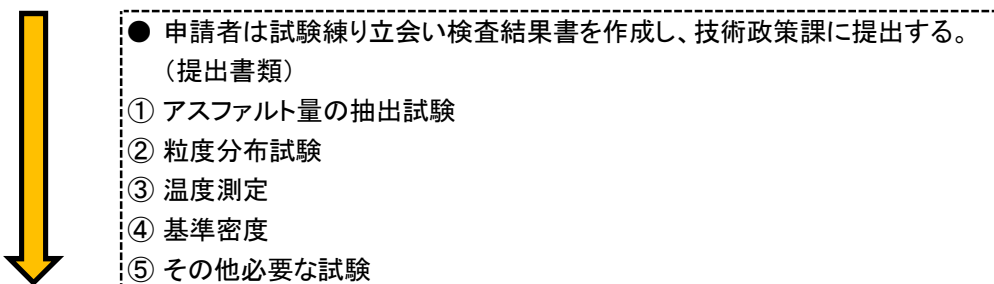 ● 申請者は試験練り立会い検査結果書を作成し、技術政策課に提出する。
（提出書類）
① アスファルト量の抽出試験
② 粒度分布試験
③ 温度測定
④ 基準密度
⑤ その他必要な試験